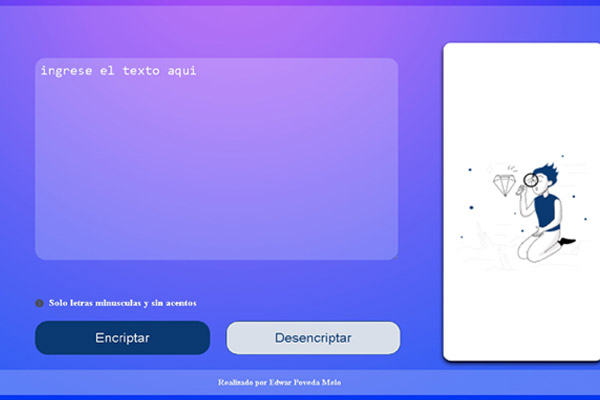 ingrese el texto aqui
Solo letras minusculas y sin acentos
Encriptar
Desencriptar
Realizado por Edwar Poveda Melo